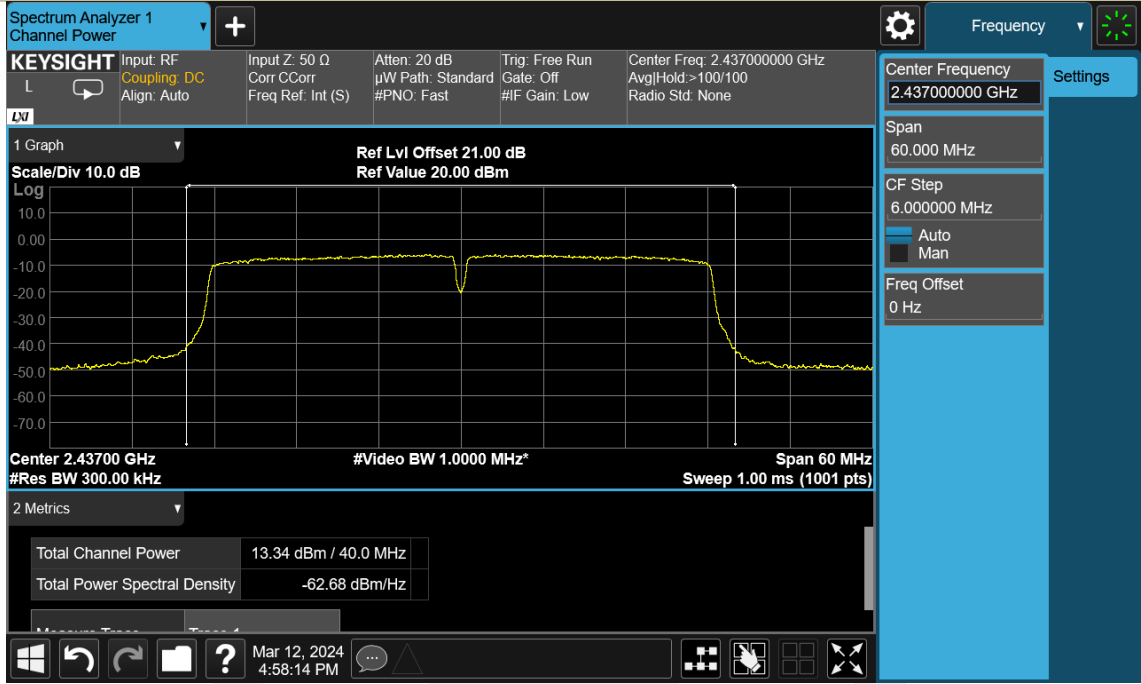 Spectrum Analyzer 1
Channel Power
Frequency
KEYSIGHT
L
LXI
Input: RF
Coupling: DC
Align: Auto
Input Z: 50 Ω
Corr CCorr
Freq Ref: Int (S)
Atten: 20 dB
µW Path: Standard
#PNO: Fast
Trig: Free Run
Gate: Off
#IF Gain: Low
Center Freq: 2.437000000 GHz
Avg|Hold:>100/100
Radio Std: None
Center Frequency
2.437000000 GHz
Settings
Span
60.000 MHz
CF Step
6.000000 MHz
Auto
Man
Freq Offset
0 Hz
1 Graph
Scale/Div 10.0 dB
Ref Lvl Offset 21.00 dB
Ref Value 20.00 dBm
Log
10.0
0.00
-10.0
-20.0
-30.0
-40.0
-50.0
-60.0
-70.0
Center 2.43700 GHz
#Video BW 1.0000 MHz*
Span 60 MHz
#Res BW 300.00 kHz
Sweep 1.00 ms (1001 pts)
2 Metrics
Total Channel Power 13.34 dBm / 40.0 MHz
Total Power Spectral Density -62.68 dBm/Hz
Measure Trace Trace 1
?
Mar 12, 2024
4:58:14 PM